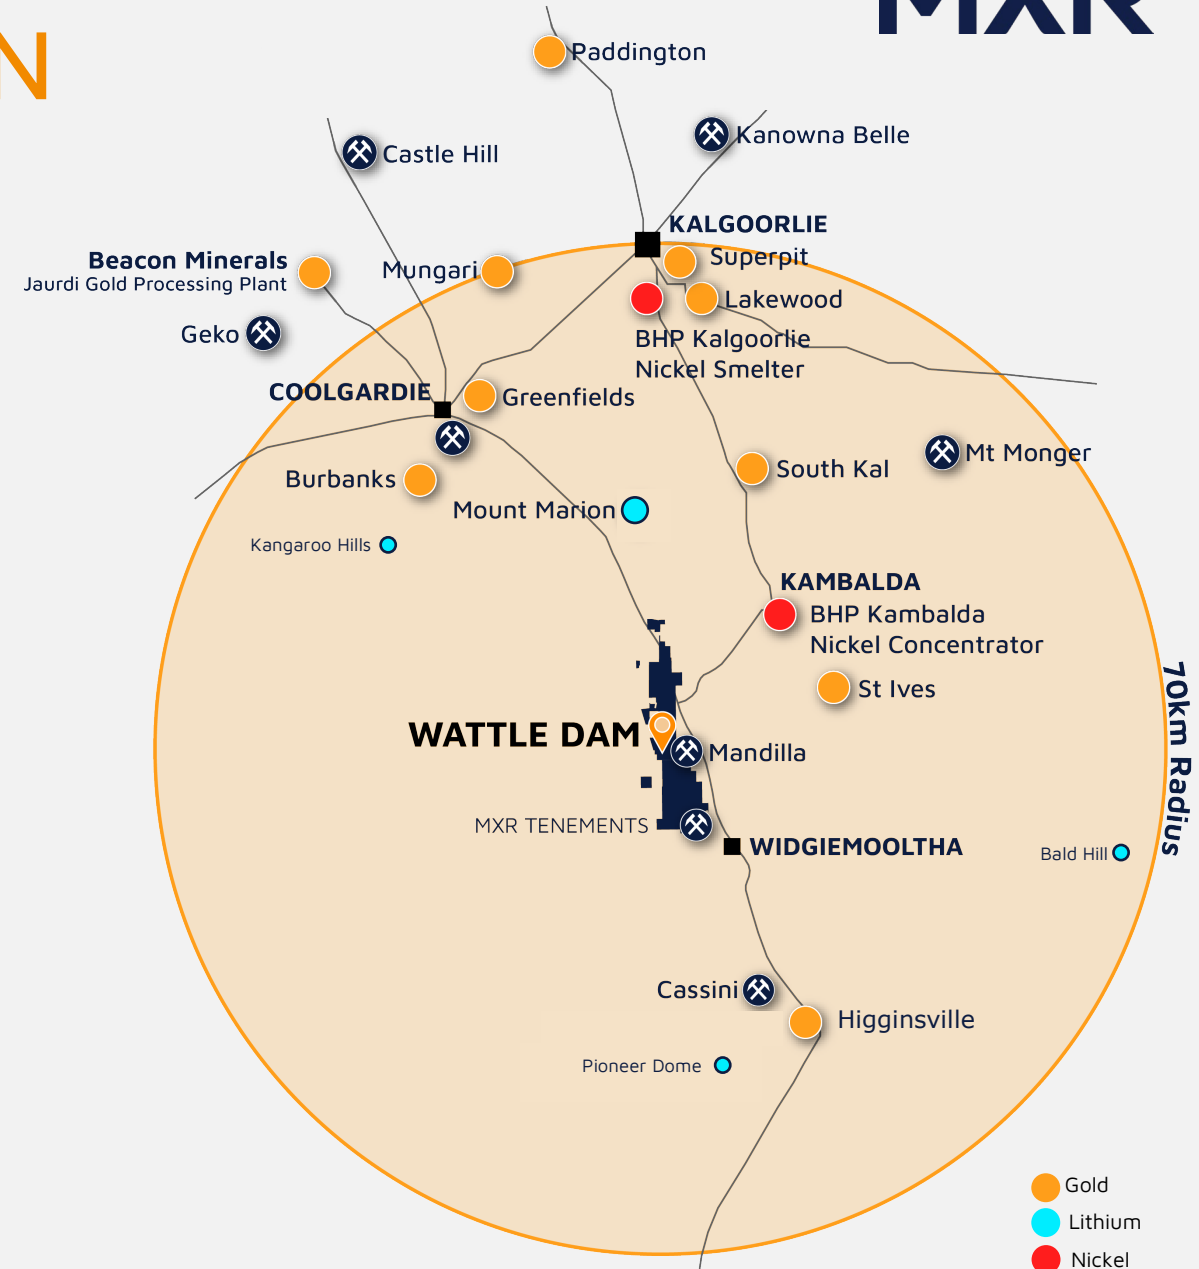 MXR
N
Paddington
Kanowna Belle
Castle Hill
KALGOORLIE
Superpit
Beacon Minerals
Jaurdi Gold Processing Plant
Mungari
Lakewood
Geko
BHP Kalgoorlie
Nickel Smelter
COOLGARDIE
Greenfields
Mt Monger
South Kal
Burbanks
Mount Marion
Kangaroo Hills
KAMBALDA
BHP Kambalda
Nickel Concentrator
St Ives
70km Radius
WATTLE DAM
Mandilla
MXR TENEMENTS
WIDGIEMOOLTHA
Bald Hill
Cassini
Higginsville
Pioneer Dome
Gold
Lithium
Nickel